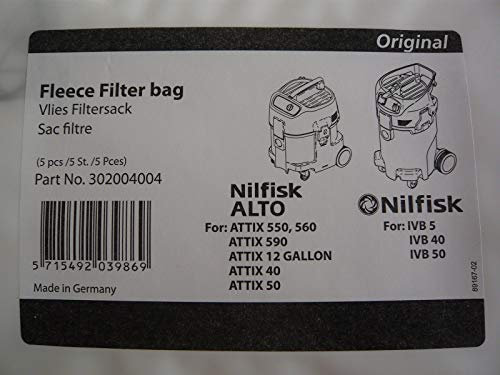 Original
Fleece Filter bag
Vlies Filtersack
Sac filtre
(5 pcs /5 St. /5 Pces)
Part No. 302004004
5 715492 039869
Made in Germany
Nilfisk
ALTO
For: ATTIX 550, 560
ATTIX 590
ATTIX 12 GALLON
ATTIX 40
ATTIX 50
Nilfisk
For: IVB 5
IVB 40
IVB 50
69167-02